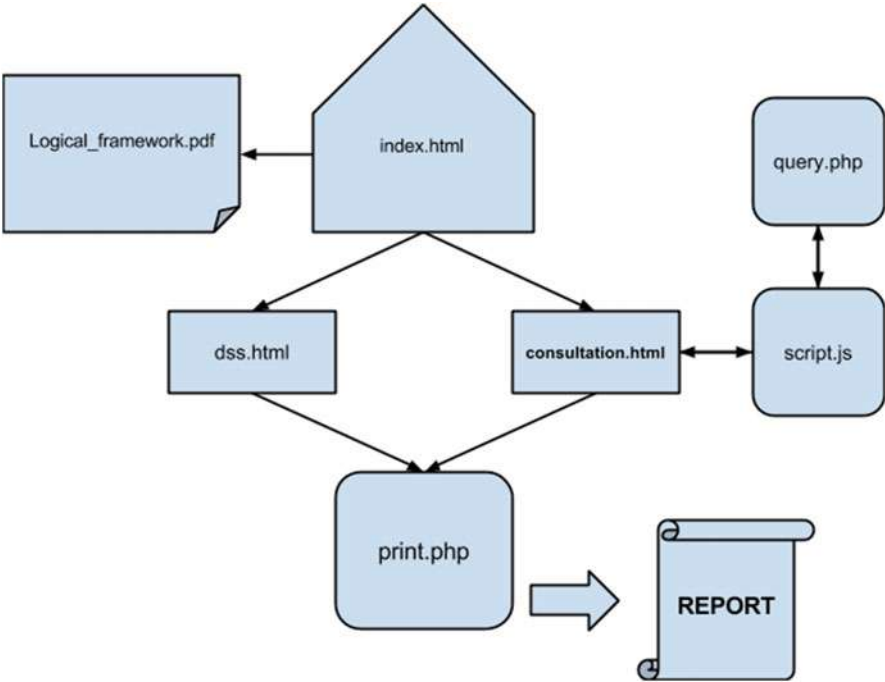 Logical_framework.pdf
index.html
query.php
dss.html
consultation.html
script.js
print.php
REPORT